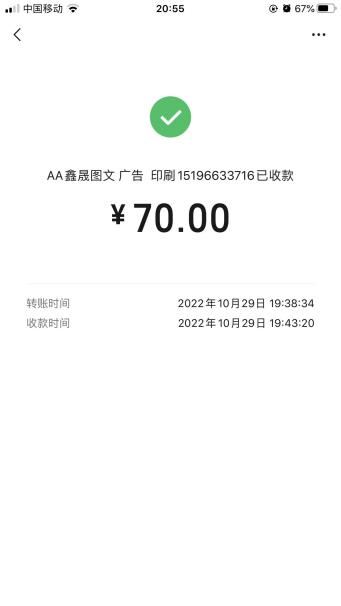 中国移动
20:55
67%
AA鑫晟图文 广告 印刷15196633716已收款
¥70.00
转账时间 2022年10月29日 19:38:34
收款时间 2022年10月29日 19:43:20